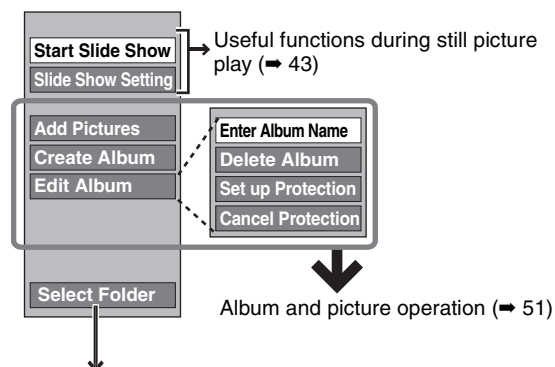 Start Slide Show
Slide Show Setting
Useful functions during still picture
play (➡ 43)
Add Pictures
Create Album
Edit Album
Enter Album Name
Delete Album
Set up Protection
Cancel Protection
Select Folder
Album and picture operation (➡ 51)